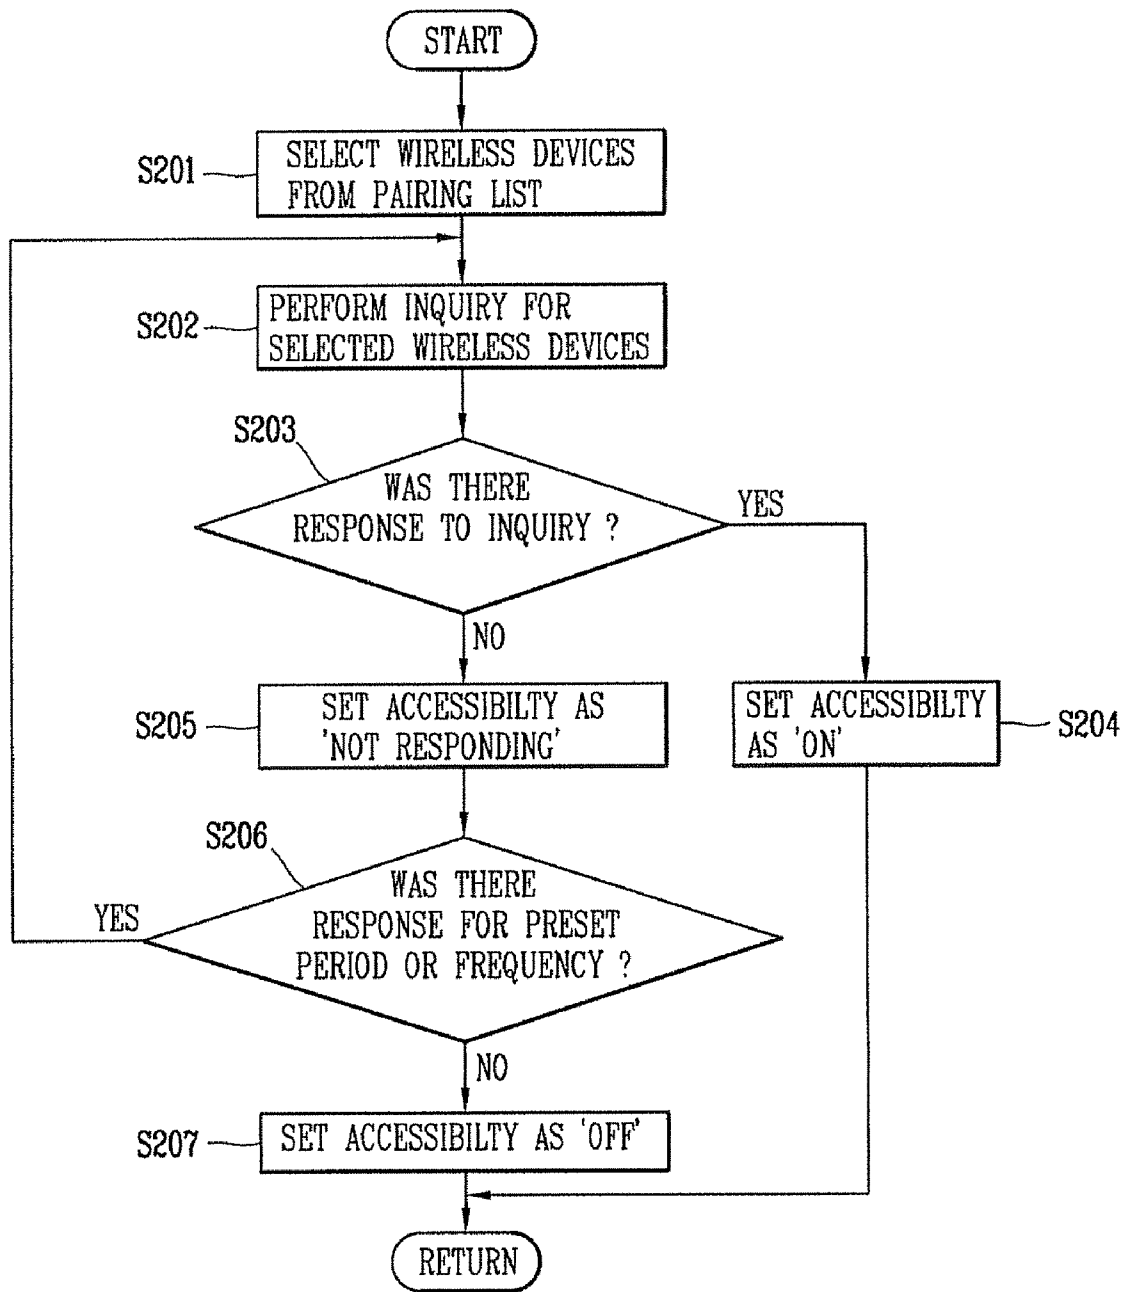 START
S201
SELECT WIRELESS DEVICES
FROM PAIRING LIST
S202
PERFORM INQUIRY FOR
SELECTED WIRELESS DEVICES
S203
WAS THERE
RESPONSE TO INQUIRY ?
YES
NO
S205
SET ACCESSIBILTY AS
'NOT RESPONDING'
SET ACCESSIBILTY
AS 'ON'
S204
S206
WAS THERE
RESPONSE FOR PRESET
PERIOD OR FREQUENCY ?
YES
NO
S207
SET ACCESSIBILTY AS 'OFF'
RETURN